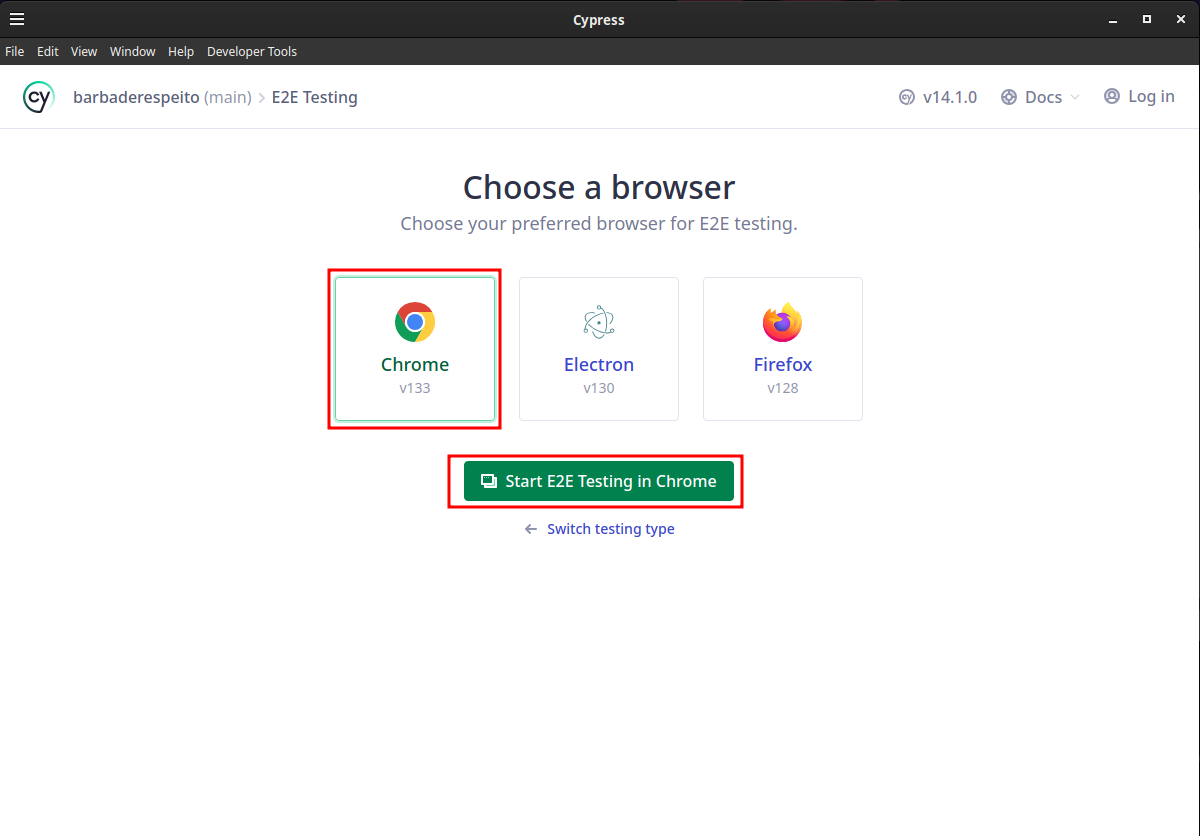 Cypress
File Edit View Window Help Developer Tools
cy barbaderespeito (main) > E2E Testing cy v14.1.0 Docs Log in
Choose a browser
Choose your preferred browser for E2E testing.
Chrome Electron Firefox
v133 v130 v128
Start E2E Testing in Chrome
← Switch testing type